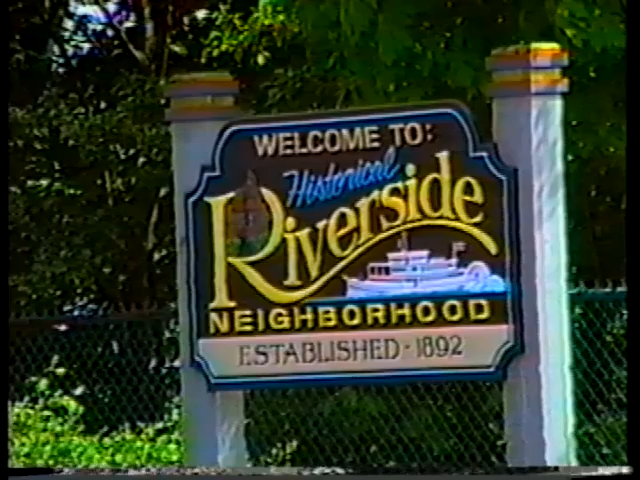 WELCOME TO:
Historical
Riverside
NEIGHBORHOOD
ESTABLISHED · 1892